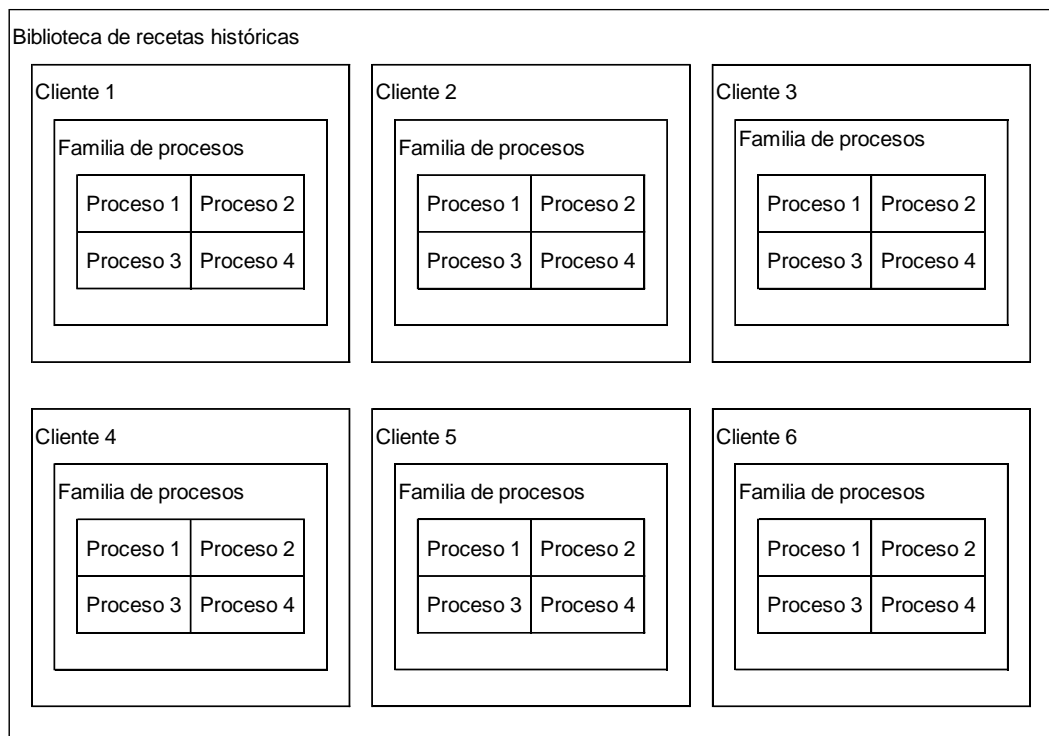 Biblioteca de recetas históricas
Cliente 1
Familia de procesos
Proceso 1 Proceso 2
Proceso 3 Proceso 4
Cliente 2
Familia de procesos
Proceso 1 Proceso 2
Proceso 3 Proceso 4
Cliente 3
Familia de procesos
Proceso 1 Proceso 2
Proceso 3 Proceso 4
Cliente 4
Familia de procesos
Proceso 1 Proceso 2
Proceso 3 Proceso 4
Cliente 5
Familia de procesos
Proceso 1 Proceso 2
Proceso 3 Proceso 4
Cliente 6
Familia de procesos
Proceso 1 Proceso 2
Proceso 3 Proceso 4